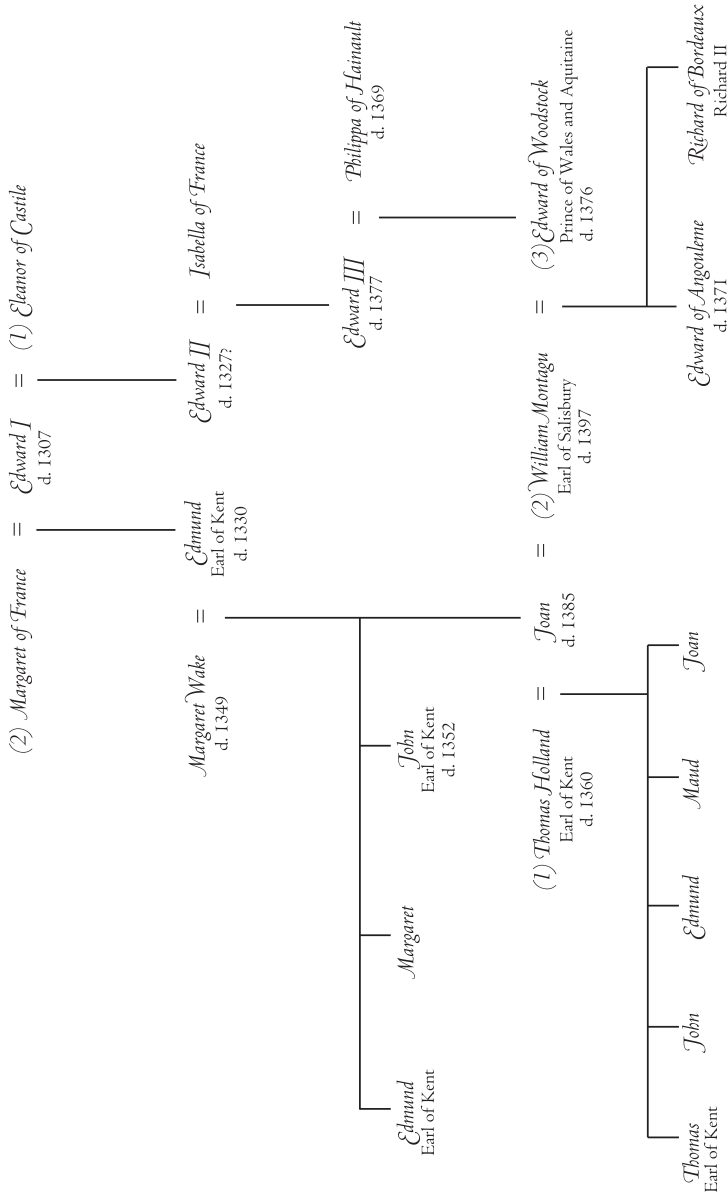 (2) Margaret of France = Edward I = (1) Eleanor of Castile
d. 1307
Margaret Wake = Edmund Edward II = Isabella of France
d. 1349 Earl of Kent d. 1327?
d. 1330
Edward III = Philippa of Hainault
d. 1377 d. 1369
Edmund Margaret John
Earl of Kent Earl of Kent
d. 1352
(1) Thomas Holland = Joan = (2) William Montagu = (3) Edward of Woodstock
Earl of Kent d. 1385 Earl of Salisbury Prince of Wales and Aquitaine
d. 1360 d. 1397 d. 1376
Thomas John Edmund Maud Joan Edward of Angouleme Richard of Bordeaux
Earl of Kent d. 1371 Richard II